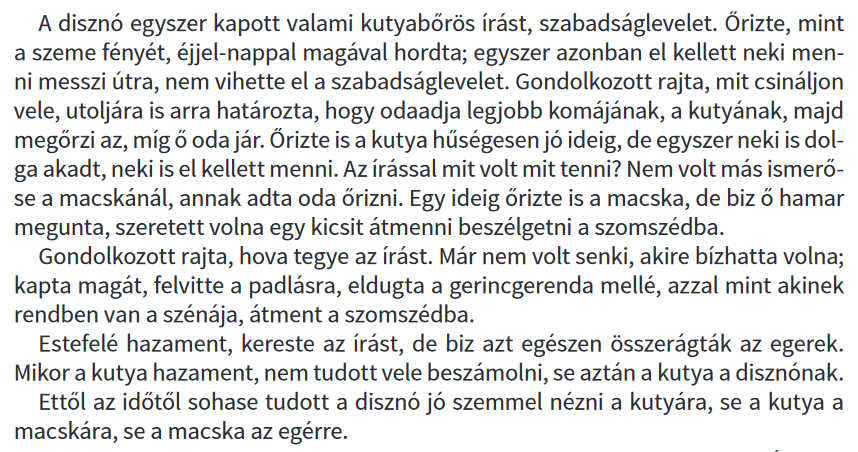 A disznó egyszer kapott valami kutyabőrös írást, szabadságlevelet. Őrizte, mint
a szeme fényét, éjjel-nappal magával hordta; egyszer azonban el kellett neki men-
ni messzi útra, nem vihette el a szabadságlevelet. Gondolkozott rajta, mit csináljon
vele, utoljára is arra határozta, hogy odaadja legjobb komájának, a kutyának, majd
megőrzi az, míg ő oda jár. Őrizte is a kutya hűségesen jó ideig, de egyszer neki is dol-
ga akadt, neki is el kellett menni. Az írással mit volt mit tenni? Nem volt más ismerő-
se a macskánál, annak adta oda őrizni. Egy ideig őrizte is a macska, de biz ő hamar
megunta, szeretett volna egy kicsit átmenni beszélgetni a szomszédba.
Gondolkozott rajta, hova tegye az írást. Már nem volt senki, akire bízhatta volna;
kapta magát, felvitte a padlásra, eldugta a gerincgerenda mellé, azzal mint akinek
rendben van a szénája, átment a szomszédba.
Estefelé hazament, kereste az írást, de biz azt egészen összerágták az egerek.
Mikor a kutya hazament, nem tudott vele beszámolni, se aztán a kutya a disznónak.
Ettől az időtől sohase tudott a disznó jó szemmel nézni a kutyára, se a kutya a
macskára, se a macska az egérre.